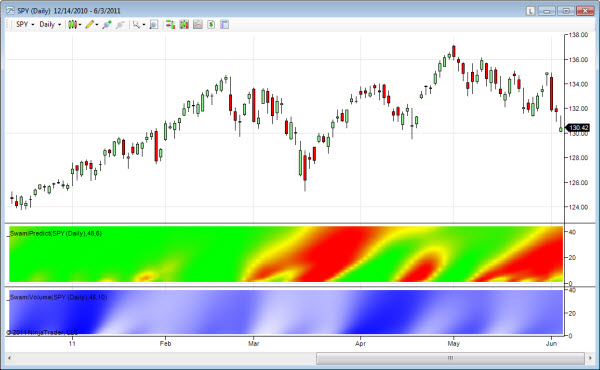 SPY (Daily) 12/14/2010 - 6/3/2011
L
SPY Daily
138.00
136.00
134.00
132.00
130.42
130.00
128.00
126.00
124.00
_SwamiPredict(SPY (Daily),48,6)
40
20
0
_SwamiVolume(SPY (Daily),48,10)
40
20
0
© 2011 NinjaTrader, LLC
11 Feb Mar Apr May Jun